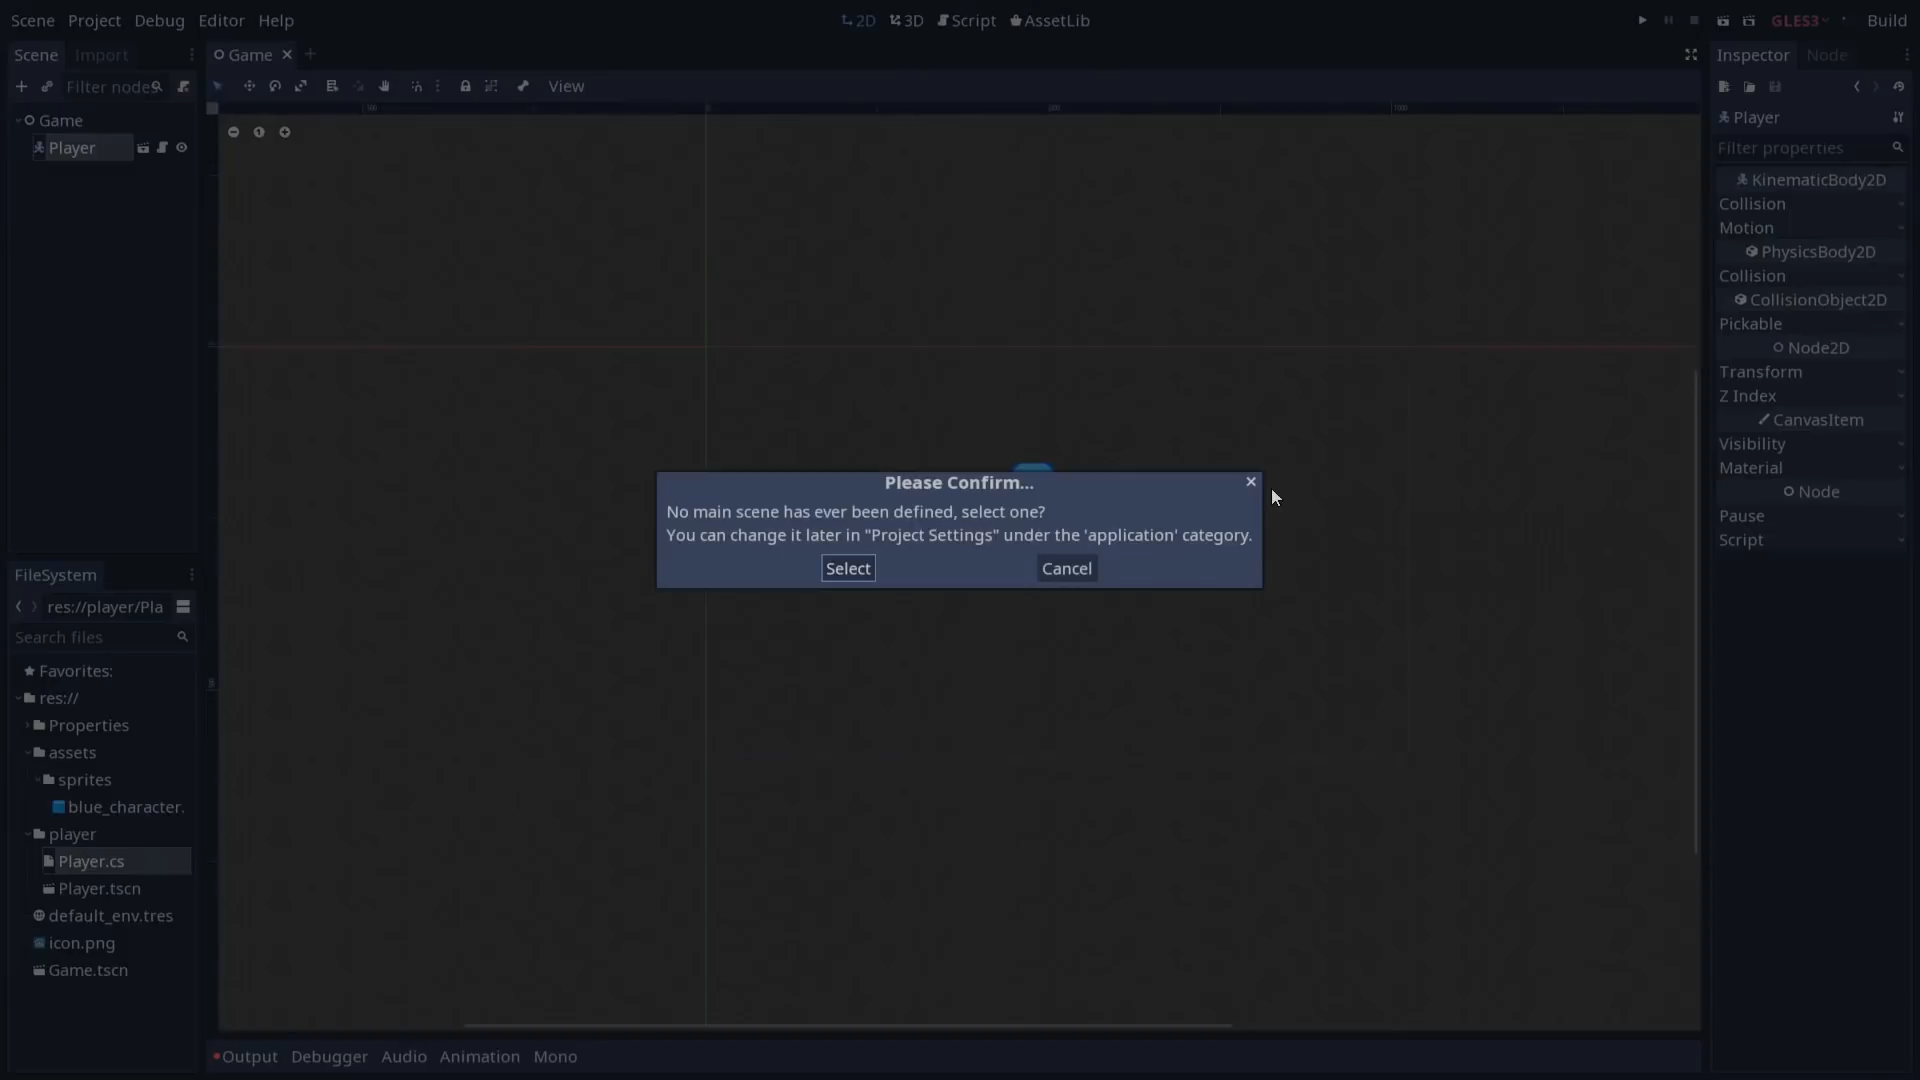 Scene Project Debug Editor Help
2D 3D Script AssetLib
GLES3 Build
Scene Import
Filter nodes
Game
Player
Game
View
500
0
500
1000
Please Confirm...
No main scene has ever been defined, select one?
You can change it later in "Project Settings" under the 'application' category.
Select Cancel
Inspector Node
Player
Filter properties
KinematicBody2D
Collision
Motion
PhysicsBody2D
Collision
CollisionObject2D
Pickable
Node2D
Transform
Z Index
CanvasItem
Visibility
Material
Node
Pause
Script
FileSystem
res://player/Pla
Search files
Favorites:
res://
Properties
assets
sprites
blue_character.
player
Player.cs
Player.tscn
default_env.tres
icon.png
Game.tscn
Output Debugger Audio Animation Mono